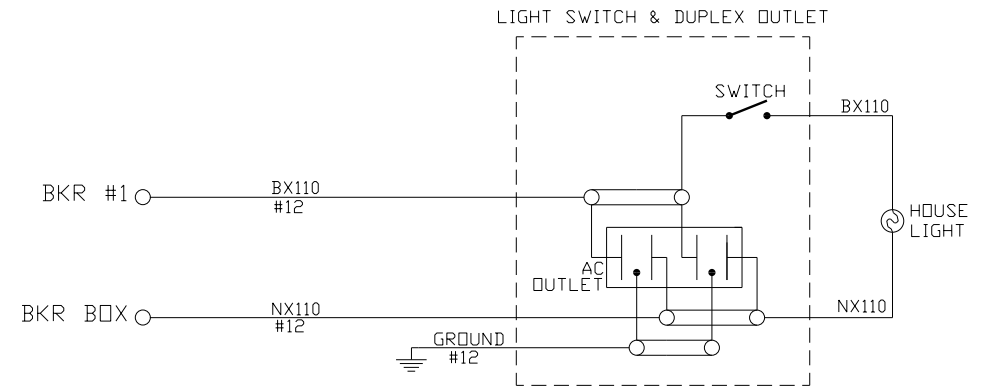 LIGHT SWITCH & DUPLEX OUTLET
SWITCH
BX110
BKR #1
BX110
#12
HOUSE
LIGHT
AC
OUTLET
BKR BOX
NX110
#12
NX110
GROUND
#12